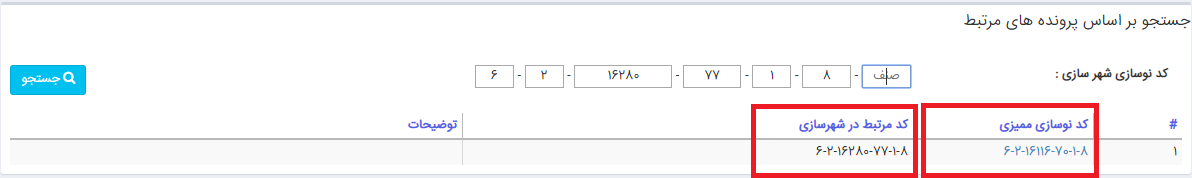 جستجو بر اساس پرونده های مرتبط
کد نوسازی شهر سازی : صنف - ۸ - ۱ - ۷۷ - ۱۶۲۸۰ - ۲ - ۶ جستجو
# کد نوسازی ممیزی کد مرتبط در شهرسازی توضیحات
۱ ۶-۲-۱۶۱۱۶-۷۰-۱-۸ ۶-۲-۱۶۲۸۰-۷۷-۱-۸